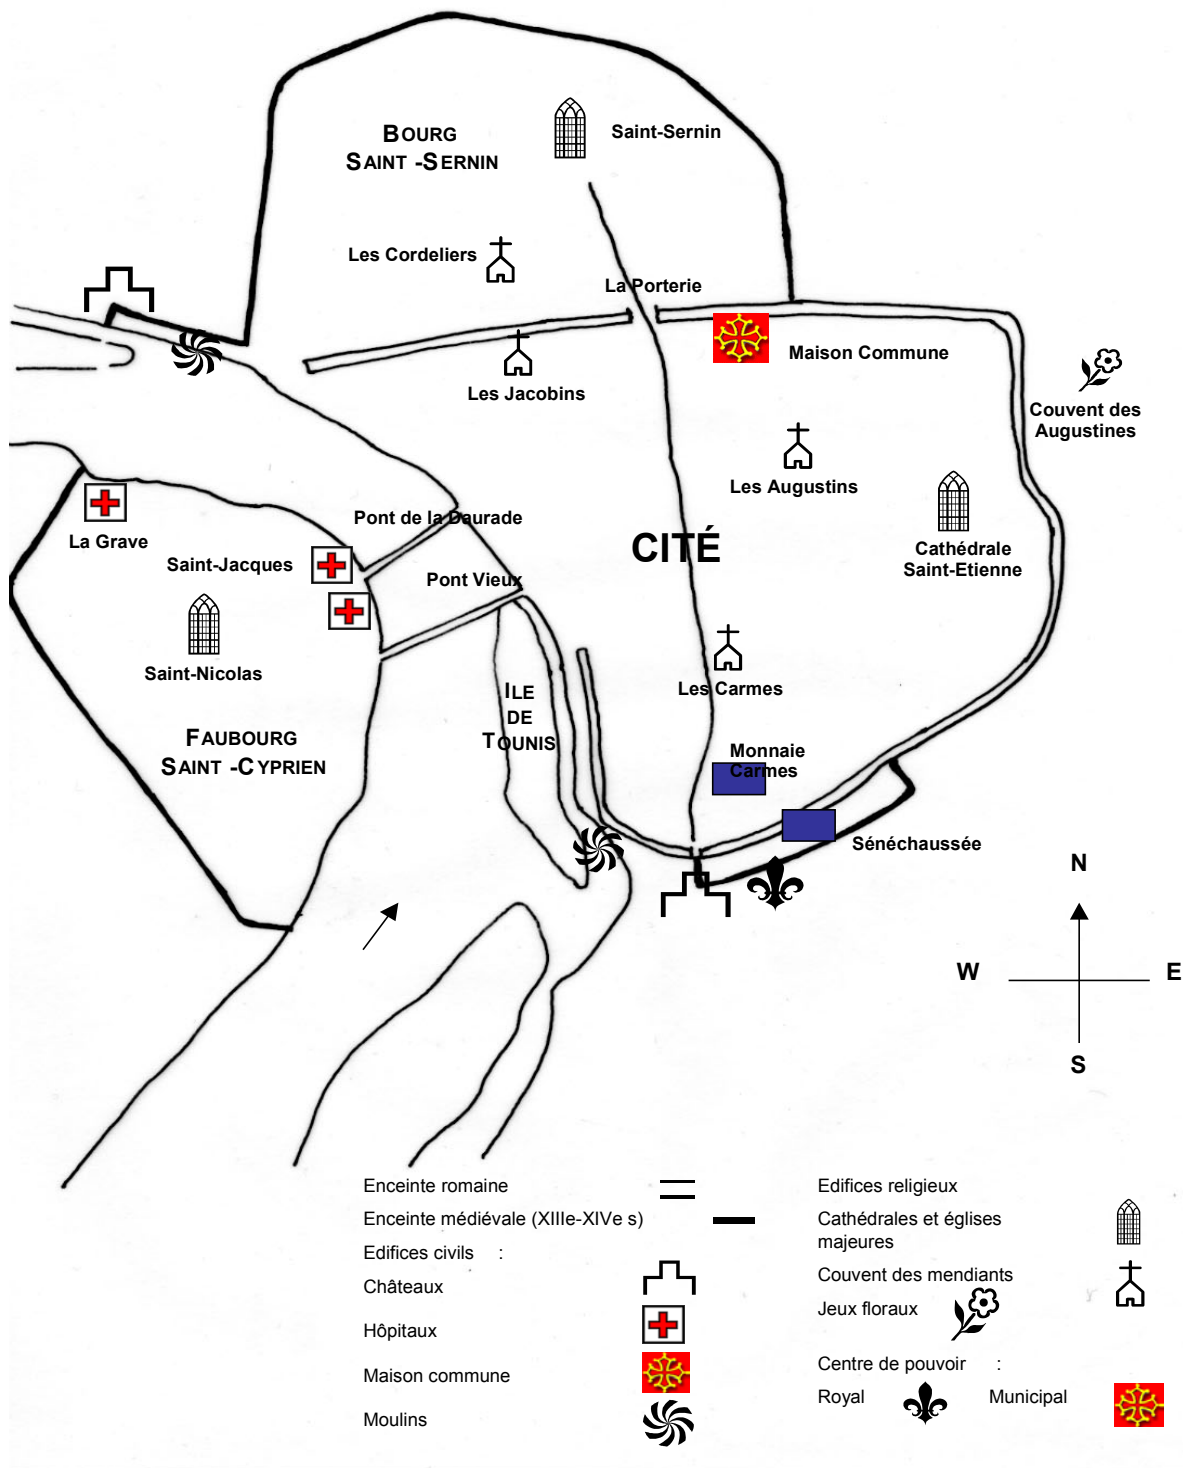 BOURG
SAINT -SERNIN
Saint-Sernin
Les Cordeliers
La Porterie
Maison Commune
Les Jacobins
Couvent des
Augustines
Les Augustins
La Grave
Pont de la Daurade
Saint-Jacques
CITÉ
Cathédrale
Saint-Etienne
Pont Vieux
Saint-Nicolas
Les Carmes
ILE
DE
TOUNIS
FAUBOURG
SAINT -CYPRIEN
Monnaie
Carmes
Sénéchaussée
N
W
E
S
Enceinte romaine
Enceinte médiévale (XIIIe-XIVe s)
Edifices civils :
Châteaux
Hôpitaux
Maison commune
Moulins
Edifices religieux
Cathédrales et églises
majeures
Couvent des mendiants
Jeux floraux
Centre de pouvoir :
Royal
Municipal